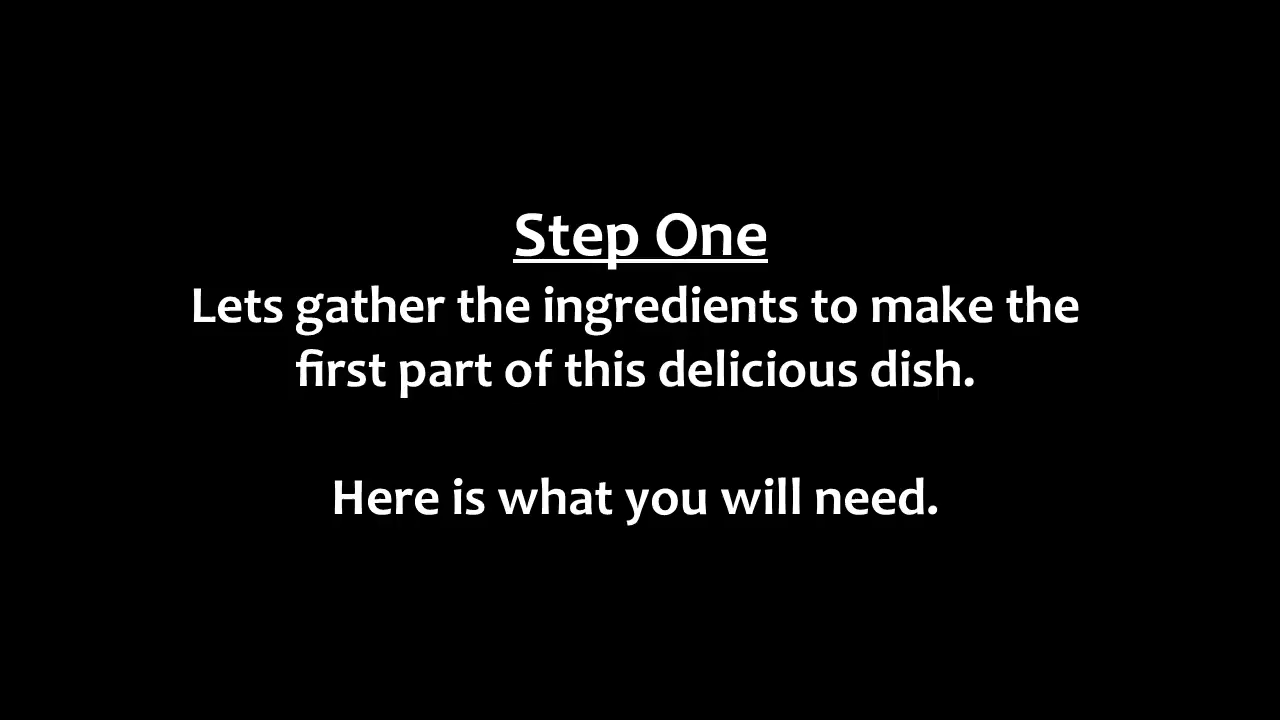 Step One
Lets gather the ingredients to make the
first part of this delicious dish.
Here is what you will need.